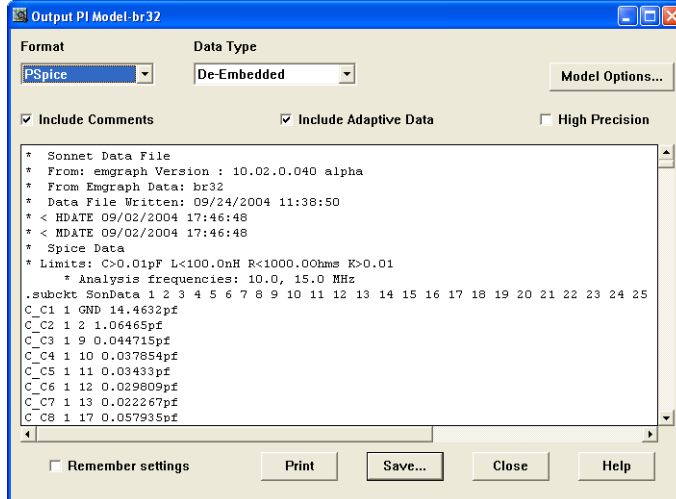 Output PI Model-br32
Format
Data Type
PSpice
De-Embedded
Model Options...
Include Comments
Include Adaptive Data
High Precision
* Sonnet Data File
* From: emgraph Version : 10.02.0.040 alpha
* From Emgraph Data: br32
* Data File Written: 09/24/2004 11:38:50
* < HDATE 09/02/2004 17:46:48
* < MDATE 09/02/2004 17:46:48
* Spice Data
* Limits: C>0.01pF L<100.0nH R<1000.0Ohms K>0.01
* Analysis frequencies: 10.0, 15.0 MHz
.subckt SonData 1 2 3 4 5 6 7 8 9 10 11 12 13 14 15 16 17 18 19 20 21 22 23 24 25
C_C1 1 GND 14.4632pf
C_C2 1 2 1.06465pf
C_C3 1 9 0.044715pf
C_C4 1 10 0.037854pf
C_C5 1 11 0.03433pf
C_C6 1 12 0.029809pf
C_C7 1 13 0.022267pf
C_C8 1 17 0.057935pf
Remember settings
Print
Save...
Close
Help